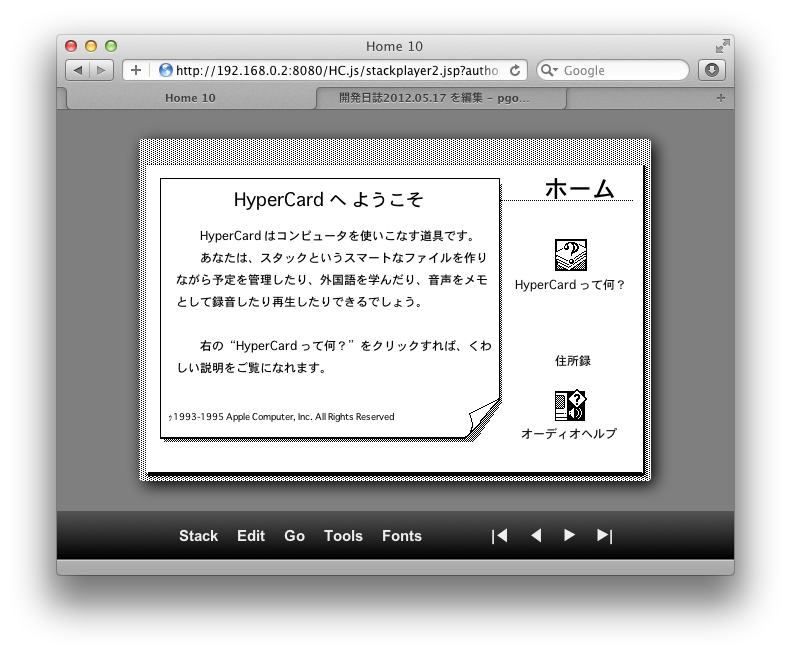 Home 10
http://192.168.0.2:8080/HC.js/stackplayer2.jsp?autho
Google
Home 10
開発日誌2012.05.17 を編集 – pgo...
HyperCard へ ようこそ
HyperCard はコンピュータを使いこなす道具です。
あなたは、スタックというスマートなファイルを作り
ながら予定を管理したり、外国語を学んだり、音声をメモ
として録音したり再生したりできるでしょう。
右の“HyperCard って何？”をクリックすれば、くわ
しい説明をご覧になれます。
ｩ1993-1995 Apple Computer, Inc. All Rights Reserved
ホーム
HyperCard って何？
住所録
オーディオヘルプ
Stack Edit Go Tools Fonts